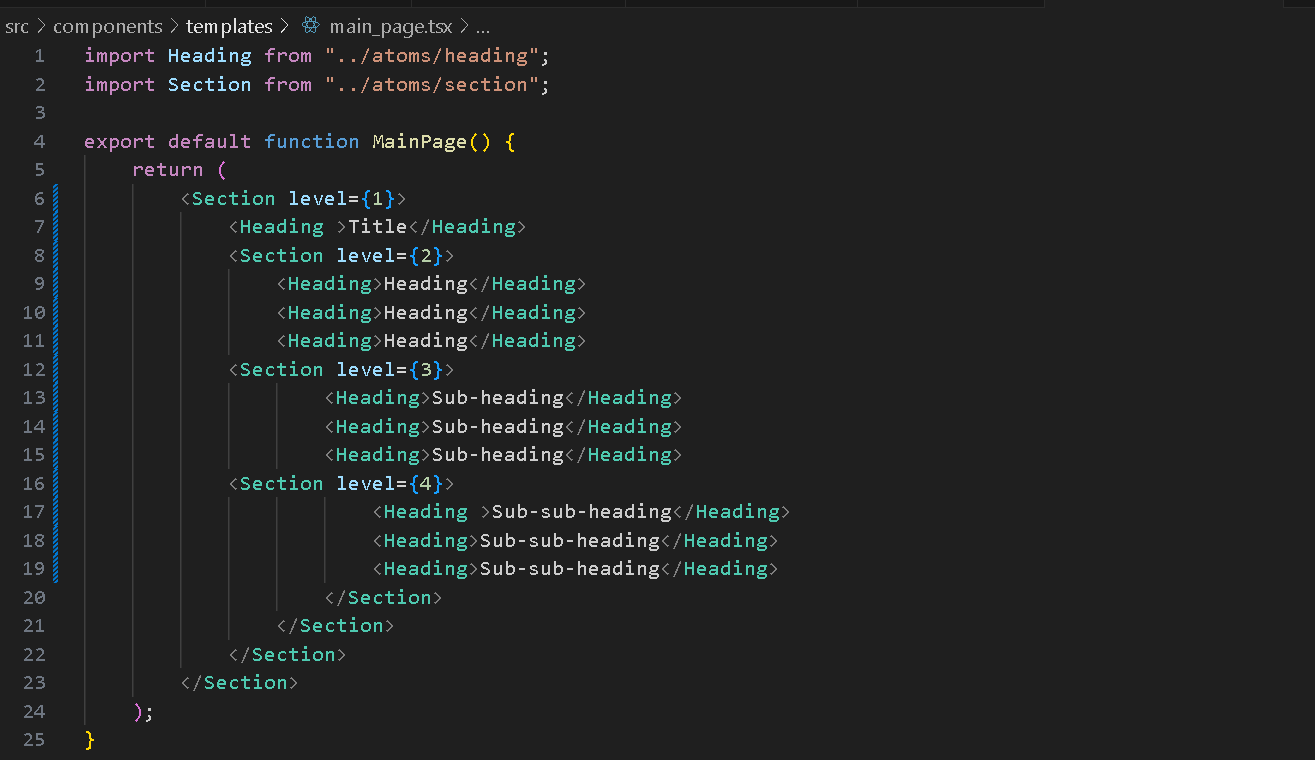 src > components > templates > main_page.tsx > ...
1 import Heading from "../atoms/heading";
2 import Section from "../atoms/section";
3
4 export default function MainPage() {
5     return (
6         <Section level={1}>
7             <Heading >Title</Heading>
8             <Section level={2}>
9                 <Heading>Heading</Heading>
10                 <Heading>Heading</Heading>
11                 <Heading>Heading</Heading>
12             <Section level={3}>
13                     <Heading>Sub-heading</Heading>
14                     <Heading>Sub-heading</Heading>
15                     <Heading>Sub-heading</Heading>
16             <Section level={4}>
17                         <Heading >Sub-sub-heading</Heading>
18                         <Heading>Sub-sub-heading</Heading>
19                         <Heading>Sub-sub-heading</Heading>
20                     </Section>
21                 </Section>
22             </Section>
23         </Section>
24     );
25 }